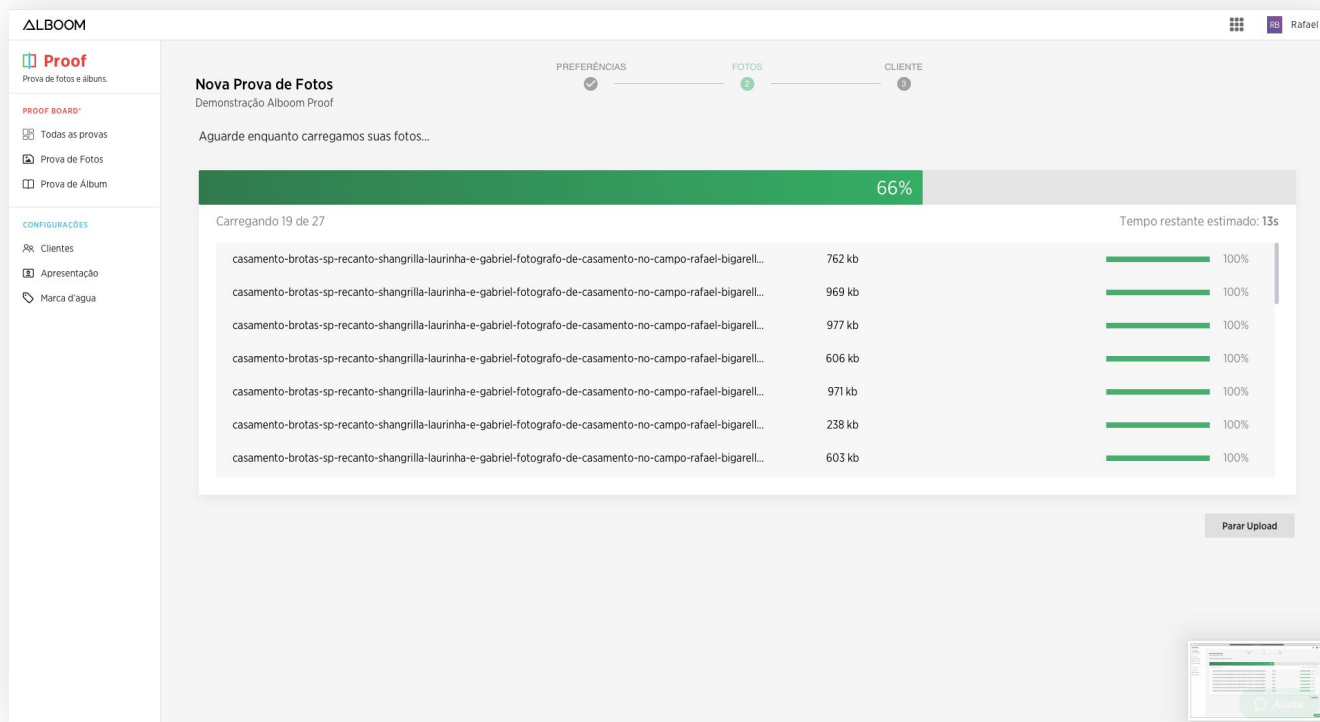 ALBOOM
RB Rafael
Proof
Prova de fotos e álbuns.
PROOF BOARD°
Todas as provas
Prova de Fotos
Prova de Álbum
CONFIGURAÇÕES
Clientes
Apresentação
Marca d'agua
Nova Prova de Fotos
Demonstração Alboom Proof
PREFERÊNCIAS
FOTOS
2
CLIENTE
3
Aguarde enquanto carregamos suas fotos...
66%
Carregando 19 de 27
Tempo restante estimado: 13s
casamento-brotas-sp-recanto-shangrilla-laurinha-e-gabriel-fotografo-de-casamento-no-campo-rafael-bigarell... 762 kb 100%
casamento-brotas-sp-recanto-shangrilla-laurinha-e-gabriel-fotografo-de-casamento-no-campo-rafael-bigarell... 969 kb 100%
casamento-brotas-sp-recanto-shangrilla-laurinha-e-gabriel-fotografo-de-casamento-no-campo-rafael-bigarell... 977 kb 100%
casamento-brotas-sp-recanto-shangrilla-laurinha-e-gabriel-fotografo-de-casamento-no-campo-rafael-bigarell... 606 kb 100%
casamento-brotas-sp-recanto-shangrilla-laurinha-e-gabriel-fotografo-de-casamento-no-campo-rafael-bigarell... 971 kb 100%
casamento-brotas-sp-recanto-shangrilla-laurinha-e-gabriel-fotografo-de-casamento-no-campo-rafael-bigarell... 238 kb 100%
casamento-brotas-sp-recanto-shangrilla-laurinha-e-gabriel-fotografo-de-casamento-no-campo-rafael-bigarell... 603 kb 100%
Parar Upload
Ajuda